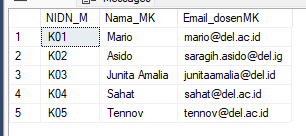 NIDN_M Nama_MK Email_dosenMK
1 K01 Mario mario@del.ac.id
2 K02 Asido saragih.asido@del.ig
3 K03 Junita Amalia junitaamalia@del.id
4 K04 Sahat sahat@del.ac.id
5 K05 Tennov tennov@del.ac.id